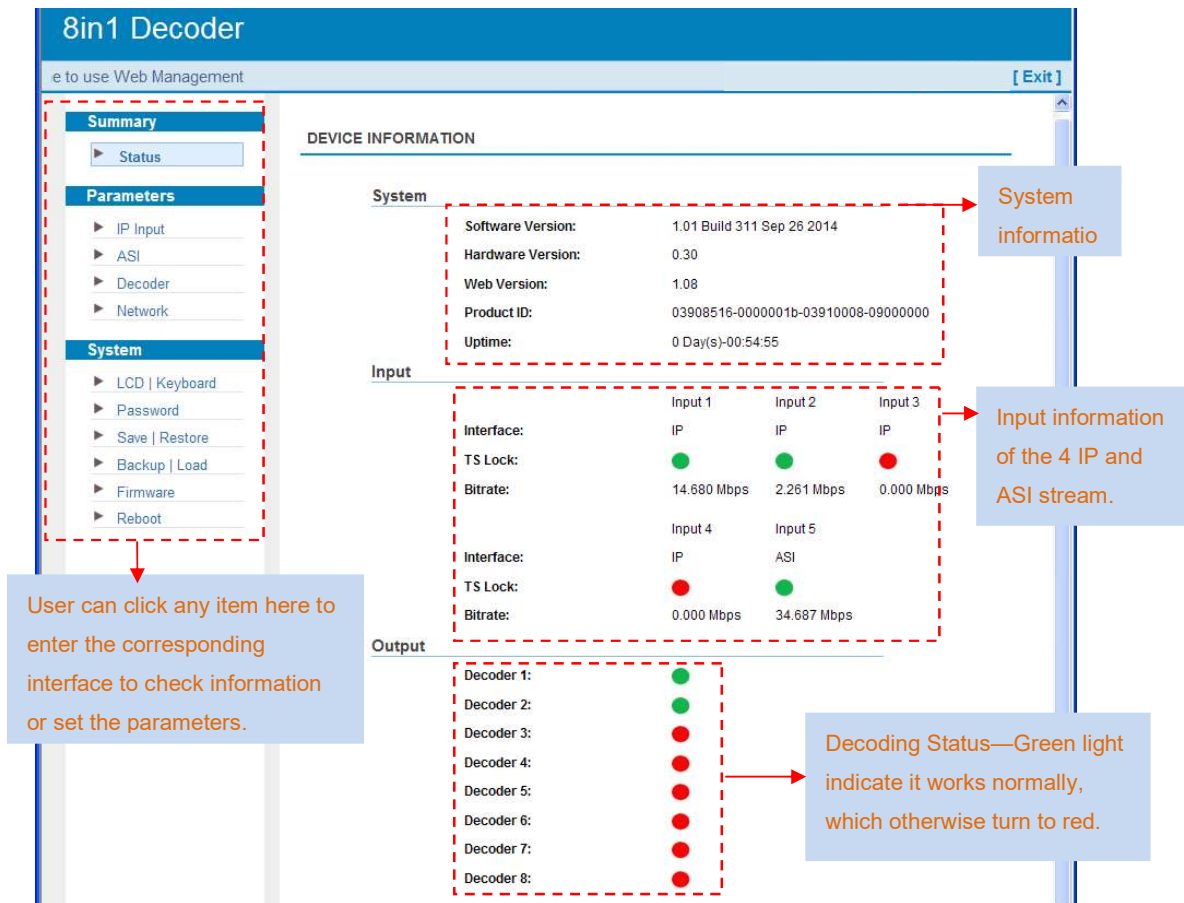 8in1 Decoder
e to use Web Management
[ Exit ]
Summary
Status
Parameters
IP Input
ASI
Decoder
Network
System
LCD | Keyboard
Password
Save | Restore
Backup | Load
Firmware
Reboot
User can click any item here to
enter the corresponding
interface to check information
or set the parameters.
DEVICE INFORMATION
System
Software Version: 1.01 Build 311 Sep 26 2014
Hardware Version: 0.30
Web Version: 1.08
Product ID: 03908516-0000001b-03910008-09000000
Uptime: 0 Day(s)-00:54:55
System
informatio
Input
Input 1 Input 2 Input 3
Interface: IP IP IP
TS Lock:
Bitrate: 14.680 Mbps 2.261 Mbps 0.000 Mbps
Input 4 Input 5
Interface: IP ASI
TS Lock:
Bitrate: 0.000 Mbps 34.687 Mbps
Input information
of the 4 IP and
ASI stream.
Output
Decoder 1:
Decoder 2:
Decoder 3:
Decoder 4:
Decoder 5:
Decoder 6:
Decoder 7:
Decoder 8:
Decoding Status—Green light
indicate it works normally,
which otherwise turn to red.